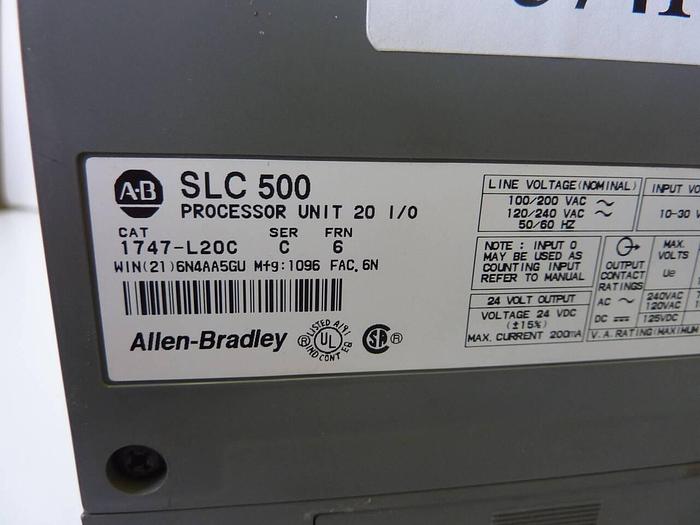 A-B
SLC 500
PROCESSOR UNIT 20 I/O
CAT SER FRN
1747-L20C C 6
WIN(21)6N4AA5GU Mfg:1096 FAC. 6N
Allen-Bradley
® LISTED A191 UL IND CONT EQ
SA ®
LINE VOLTAGE(NOMINAL)
100/200 VAC ~
120/240 VAC ~
50/60 HZ
NOTE : INPUT 0
MAY BE USED AS
COUNTING INPUT
REFER TO MANUAL
24 VOLT OUTPUT
VOLTAGE 24 VDC
(±15%)
MAX. CURRENT 200mA
INPUT
10-30
OUTPUT
CONTACT
RATINGS
AC ~
DC
MAX.
VOLTS
Ue
240VAC
120VAC
125VDC
V.A. RATING